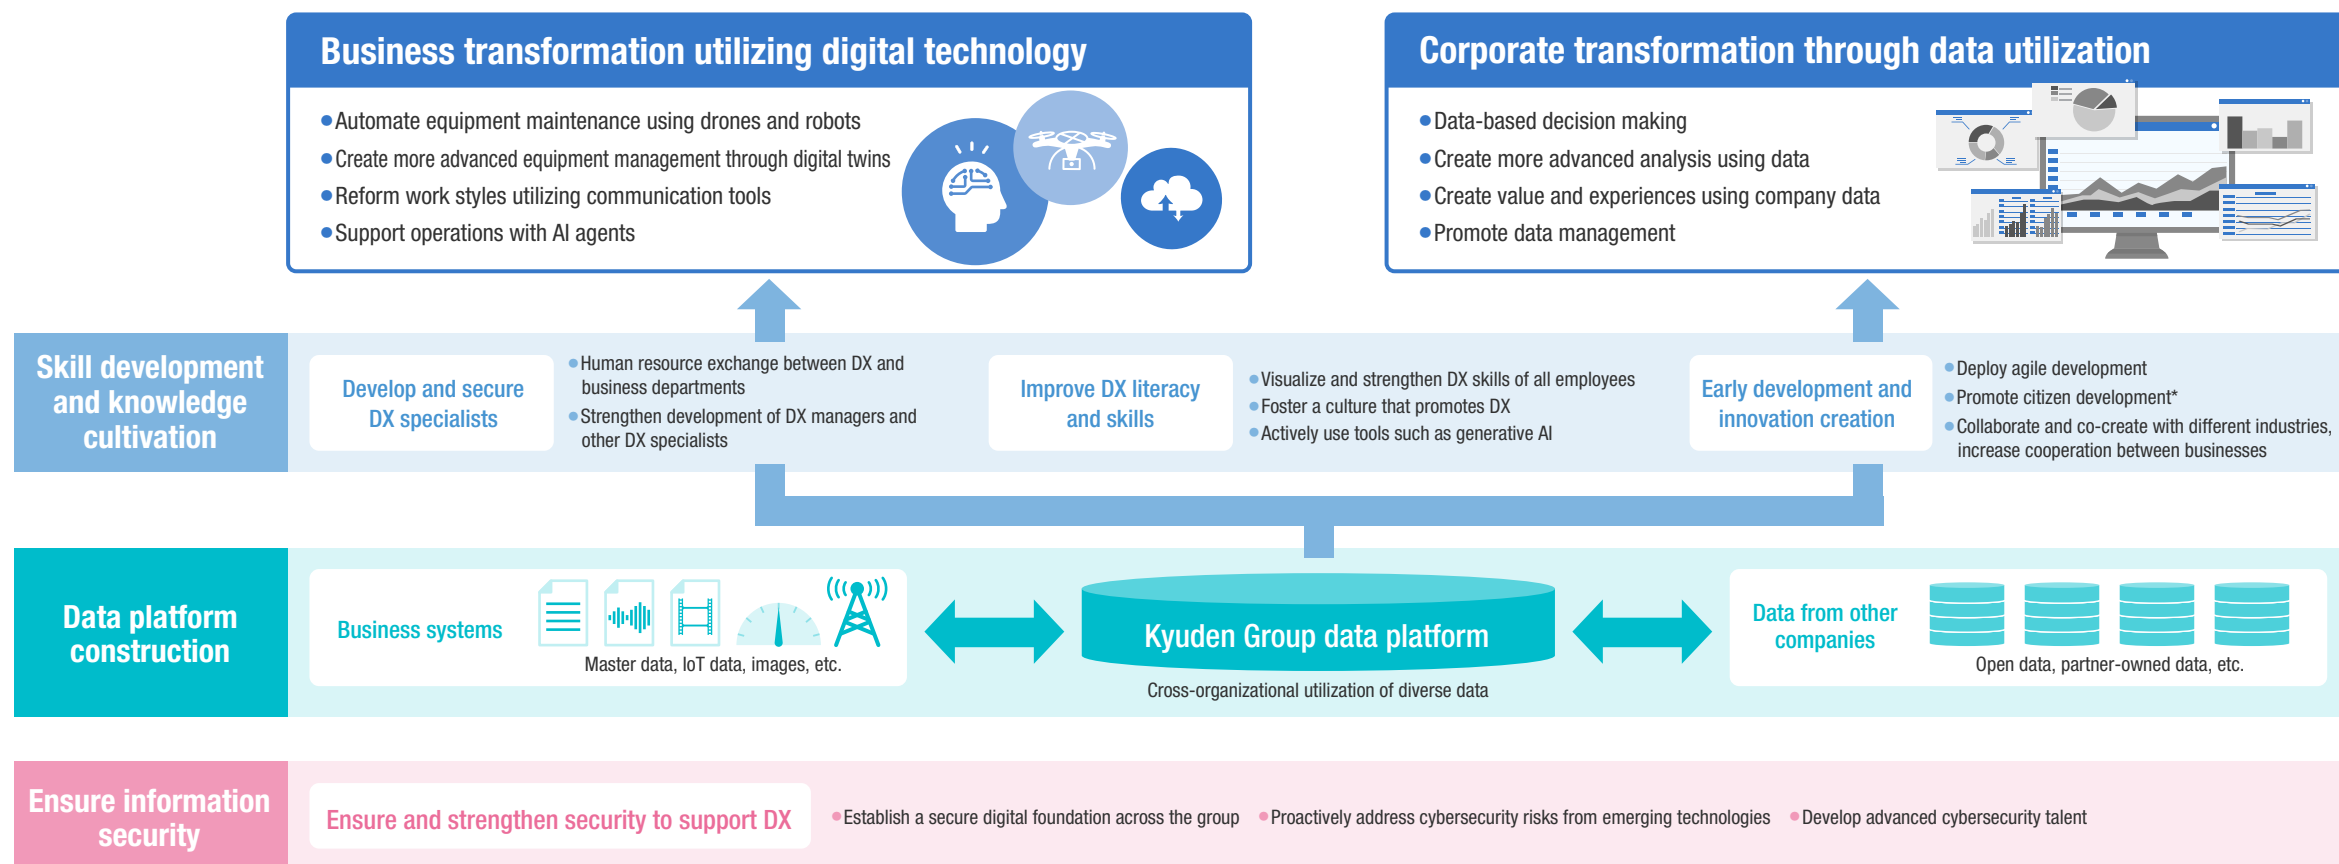 Business transformation utilizing digital technology
●Automate equipment maintenance using drones and robots
●Create more advanced equipment management through digital twins
●Reform work styles utilizing communication tools
●Support operations with AI agents
Corporate transformation through data utilization
●Data-based decision making
●Create more advanced analysis using data
●Create value and experiences using company data
●Promote data management
Skill development
and knowledge
cultivation
Develop and secure
DX specialists
●Human resource exchange between DX and
business departments
●Strengthen development of DX managers and
other DX specialists
Improve DX literacy
and skills
●Visualize and strengthen DX skills of all employees
●Foster a culture that promotes DX
●Actively use tools such as generative AI
Early development and
innovation creation
●Deploy agile development
●Promote citizen development*
●Collaborate and co-create with different industries,
increase cooperation between businesses
Data platform
construction
Business systems
Master data, IoT data, images, etc.
Kyuden Group data platform
Cross-organizational utilization of diverse data
Data from other
companies
Open data, partner-owned data, etc.
Ensure information
security
Ensure and strengthen security to support DX
●Establish a secure digital foundation across the group ●Proactively address cybersecurity risks from emerging technologies ●Develop advanced cybersecurity talent